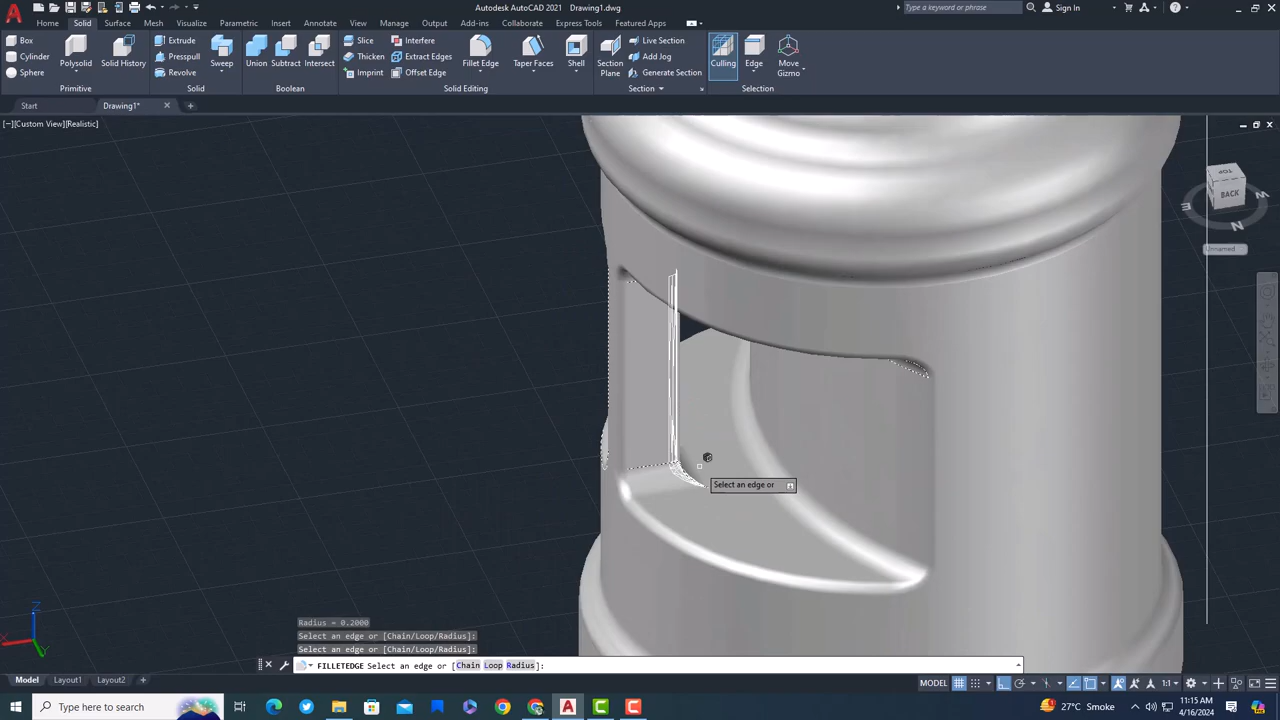 Autodesk AutoCAD 2021 Drawing1.dwg
Type a keyword or phrase
Sign In
Home Solid Surface Mesh Visualize Parametric Insert Annotate View Manage Output Add-ins Collaborate Express Tools Featured Apps
Box
Cylinder
Sphere
Polysolid
Solid History
Primitive
Extrude
Presspull
Revolve
Sweep
Solid
Union
Subtract
Intersect
Boolean
Slice
Thicken
Imprint
Interfere
Extract Edges
Offset Edge
Fillet Edge
Taper Faces
Shell
Solid Editing
Section Plane
Live Section
Add Jog
Generate Section
Section
Culling
Edge
Move Gizmo
Selection
Start
Drawing1*
[−][Custom View][Realistic]
TOP
BACK
E
N
Unnamed
Select an edge or
Z
X
Y
Radius = 0.2000
Select an edge or [Chain/Loop/Radius]:
Select an edge or [Chain/Loop/Radius]:
FILLETEDGE Select an edge or [Chain Loop Radius]:
Model Layout1 Layout2
MODEL
1:1
Type here to search
27°C Smoke
11:15 AM
4/16/2024